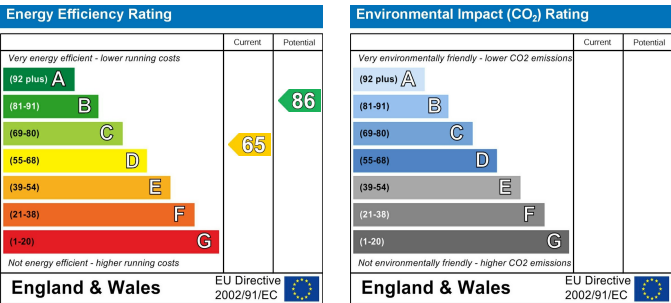 Energy Efficiency Rating
Current Potential
Very energy efficient - lower running costs
(92 plus) A
(81-91) B
86
(69-80) C
65
(55-68) D
(39-54) E
(21-38) F
(1-20) G
Not energy efficient - higher running costs
England & Wales
EU Directive
2002/91/EC
Environmental Impact (CO₂) Rating
Current Potential
Very environmentally friendly - lower CO2 emissions
(92 plus) A
(81-91) B
(69-80) C
(55-68) D
(39-54) E
(21-38) F
(1-20) G
Not environmentally friendly - higher CO2 emissions
England & Wales
EU Directive
2002/91/EC